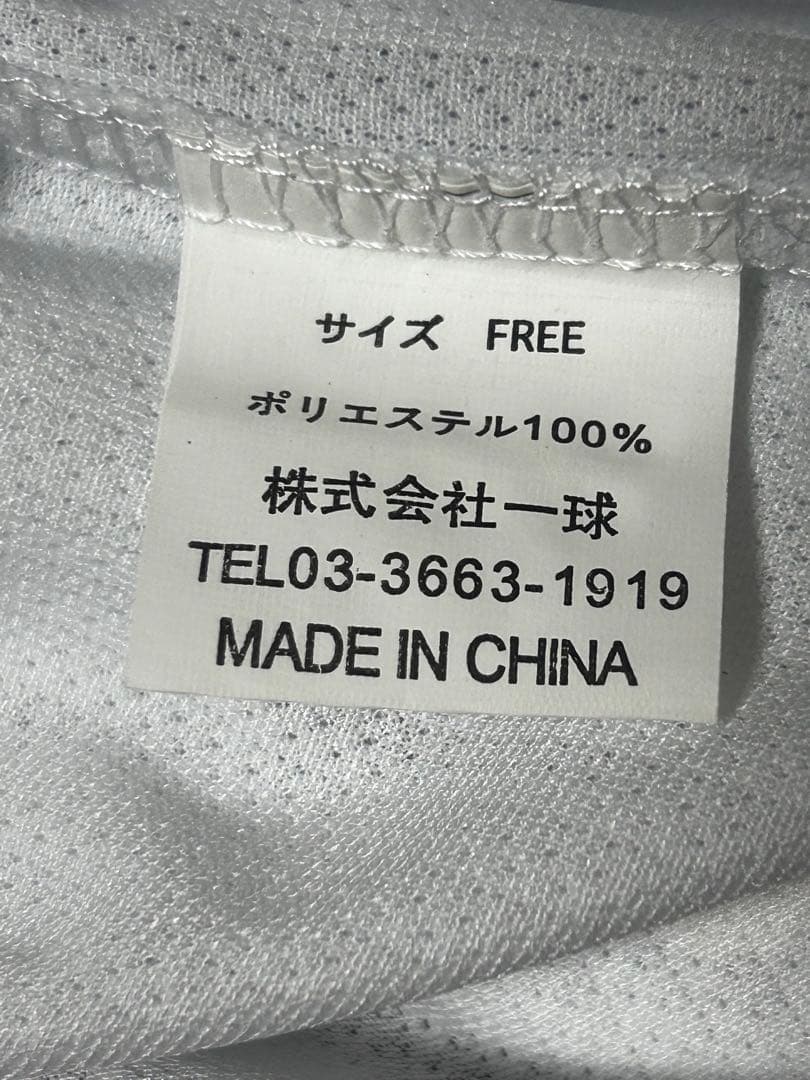 サイズ　FREE
ポリエステル100%
株式会社一球
TEL03-3663-1919
MADE IN CHINA